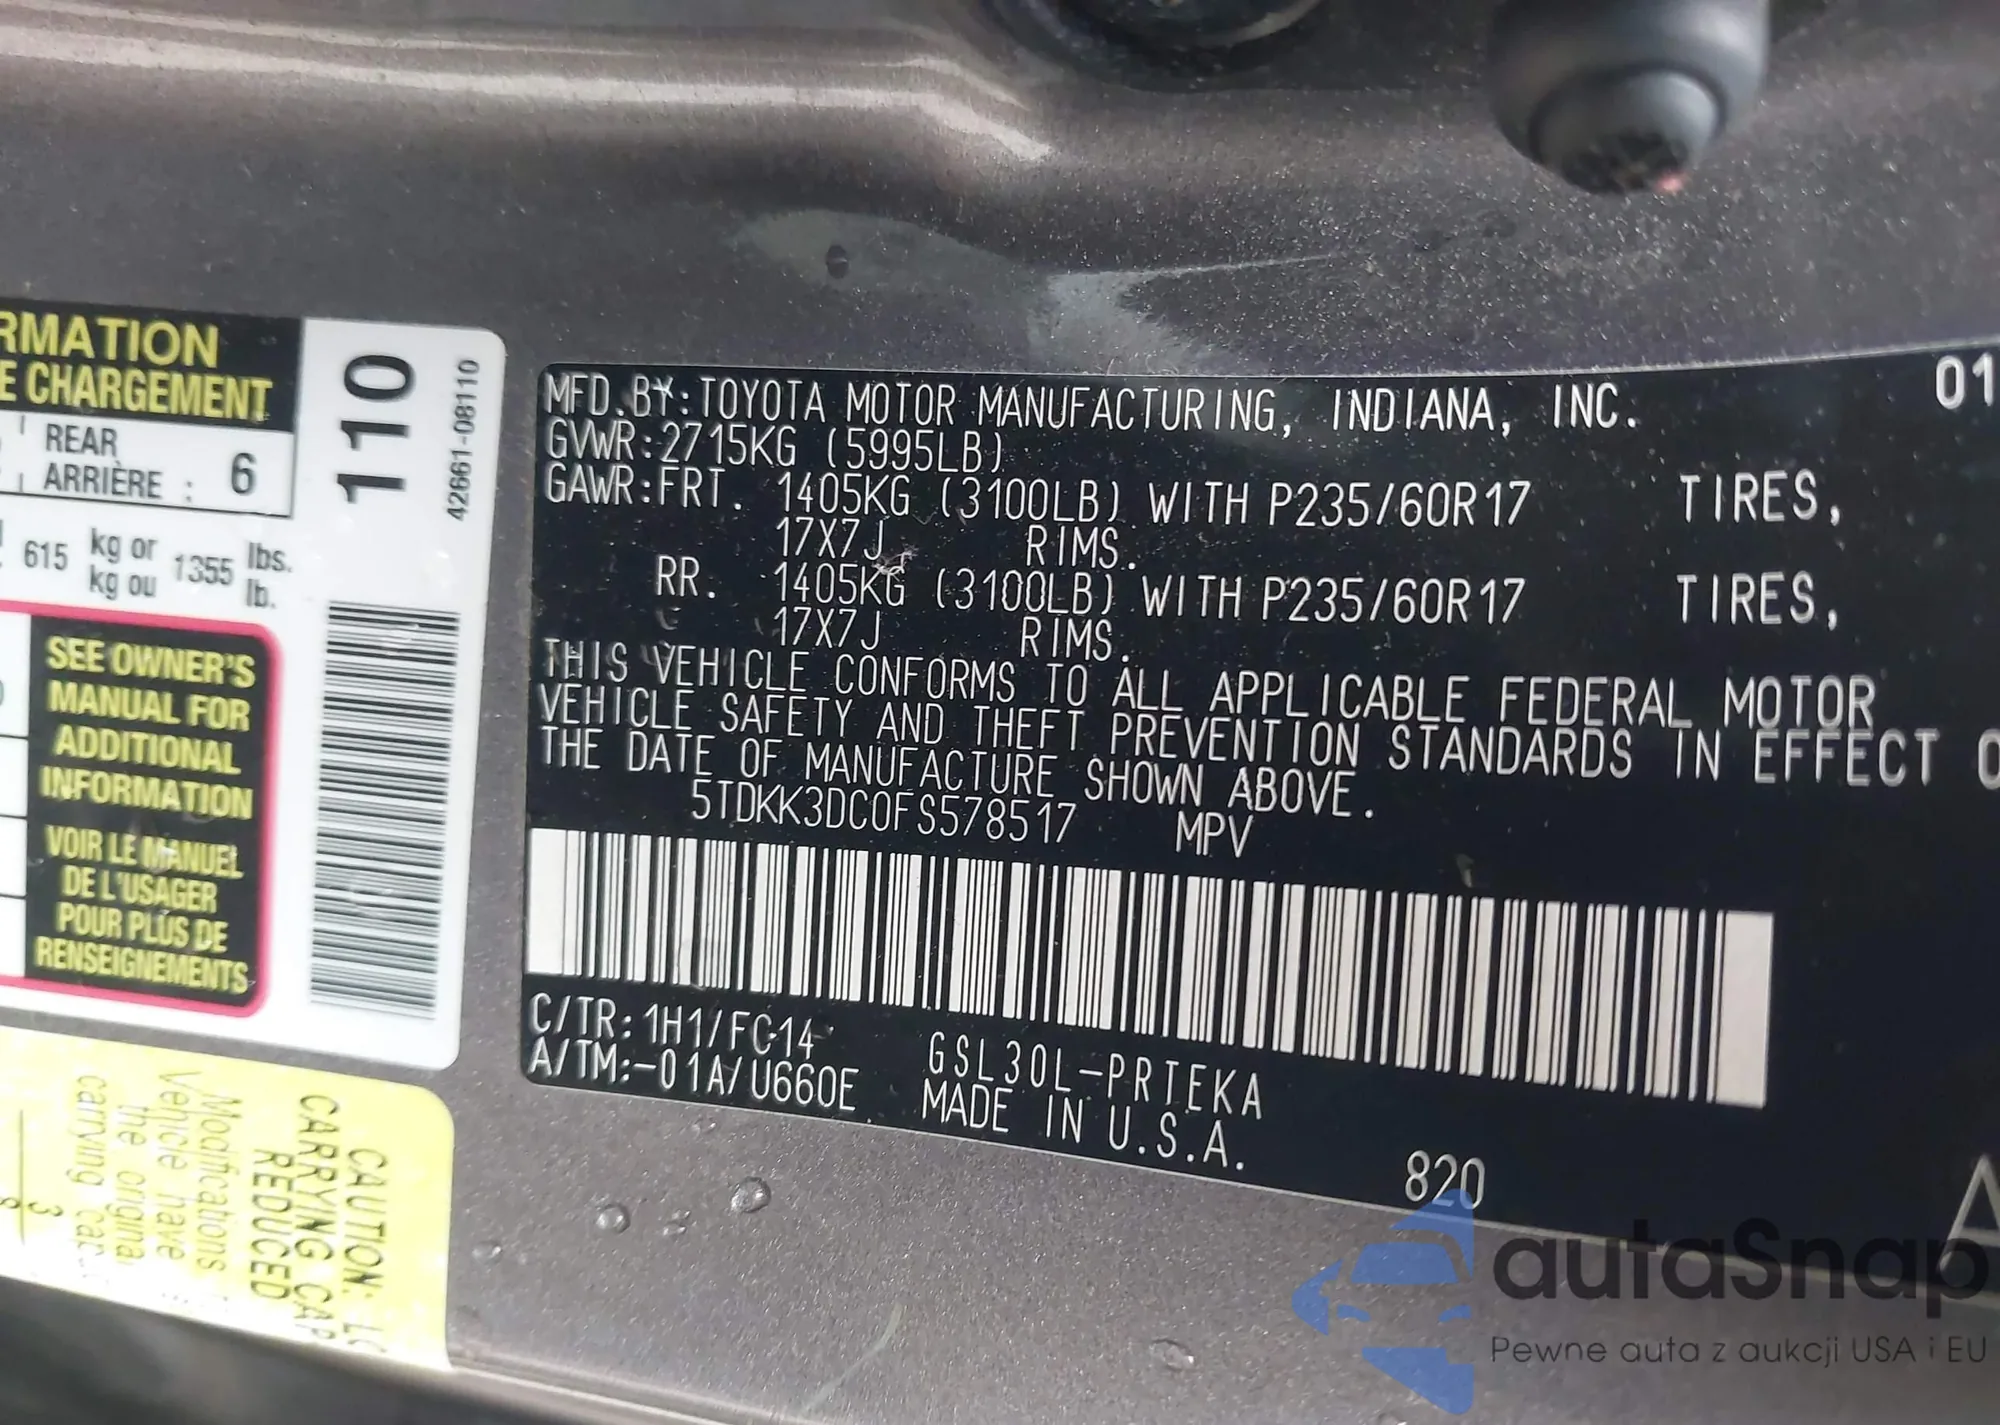 RMATION
E CHARGEMENT
REAR
ARRIÈRE : 6
615 kg or 1355 lbs.
kg ou lb.
110
42661-08110
SEE OWNER'S
MANUAL FOR
ADDITIONAL
INFORMATION
VOIR LE MANUEL
DE L'USAGER
POUR PLUS DE
RENSEIGNEMENTS
CAUTION:
CARRYING CAP
REDUCED
Modifications
Vehicle have
the original
carrying
MFD.BY:TOYOTA MOTOR MANUFACTURING, INDIANA, INC. 01
GVWR:2715KG (5995LB)
GAWR:FRT. 1405KG (3100LB) WITH P235/60R17 TIRES,
17X7J RIMS.
RR. 1405KG (3100LB) WITH P235/60R17 TIRES,
17X7J RIMS.
THIS VEHICLE CONFORMS TO ALL APPLICABLE FEDERAL MOTOR
VEHICLE SAFETY AND THEFT PREVENTION STANDARDS IN EFFECT O
THE DATE OF MANUFACTURE SHOWN ABOVE.
5TDKK3DC0FS578517 MPV
C/TR:1H1/FC14 GSL30L-PRTEKA
A/TM:-01A/U660E MADE IN U.S.A.
820
A
autaSnap
Pewne auta z aukcji USA i EU